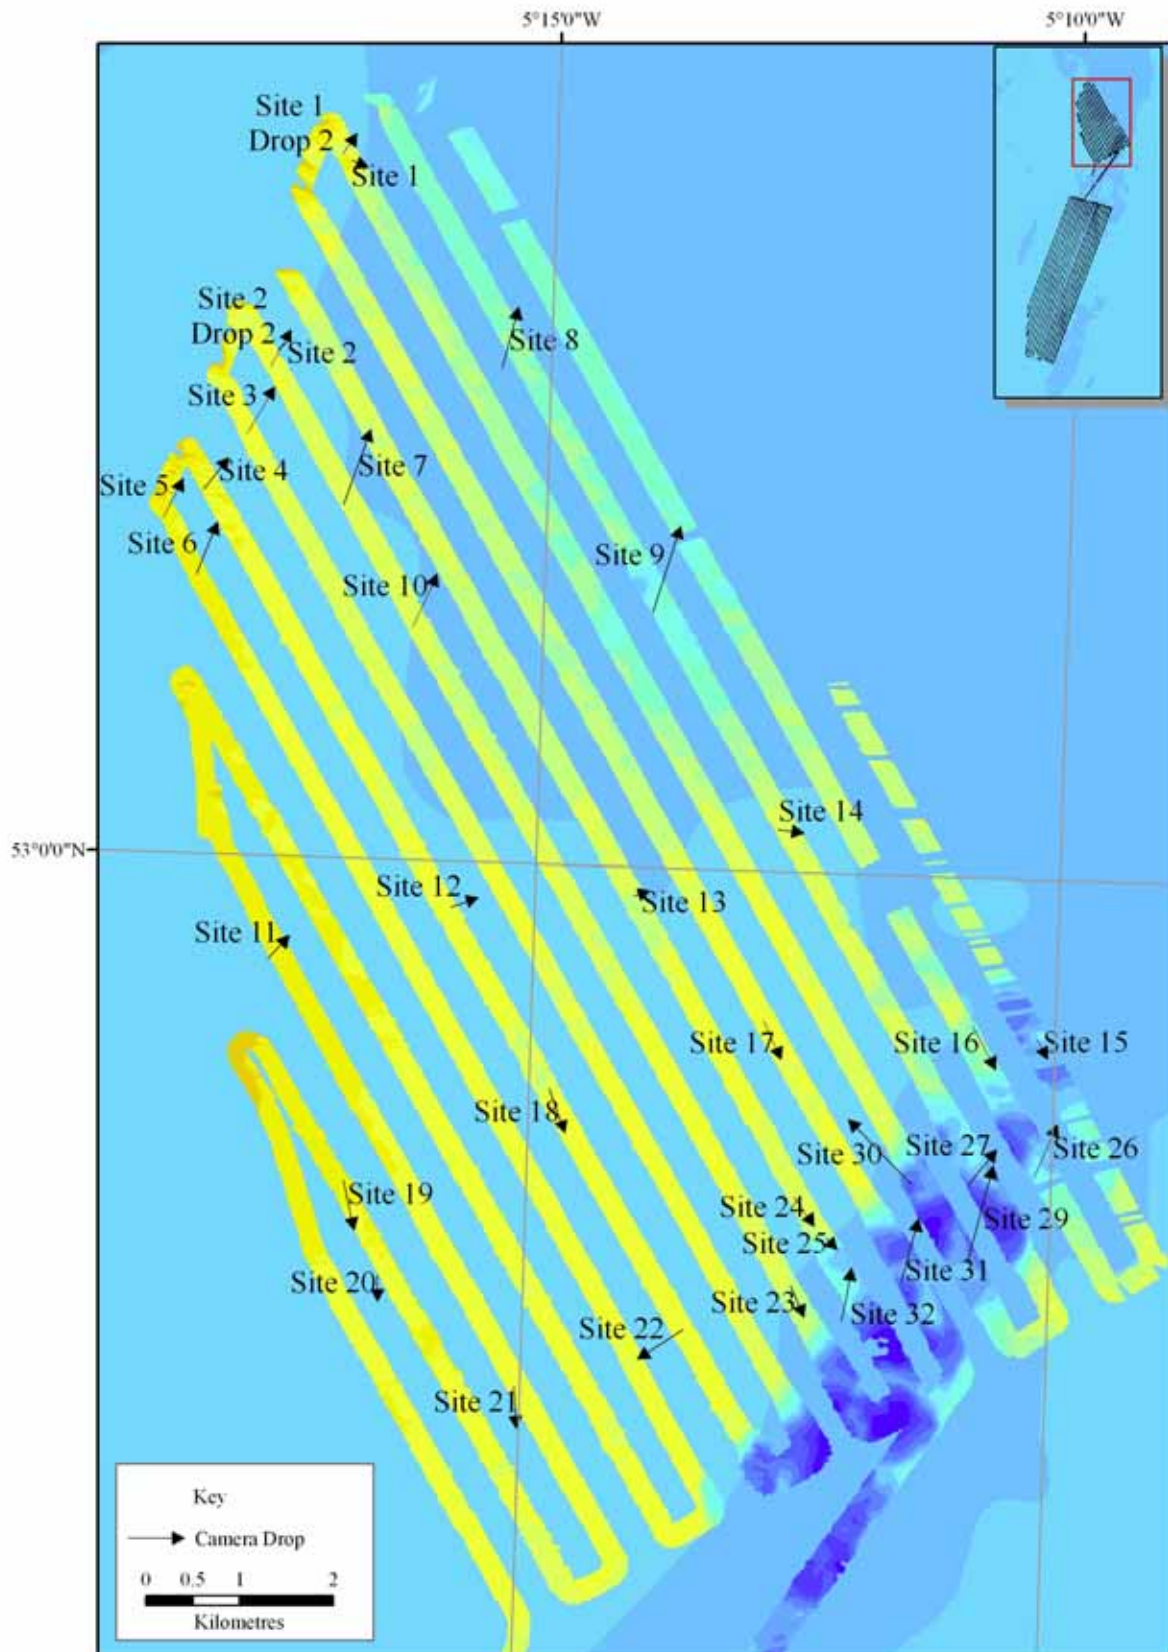 5°15'0"W
5°10'0"W
Site 1
Drop 2
Site 1
Site 2
Drop 2
Site 2
Site 8
Site 3
Site 7
Site 4
Site 5
Site 6
Site 9
Site 10
Site 14
53°0'0"N
Site 12
Site 13
Site 11
Site 17
Site 16
Site 15
Site 18
Site 30
Site 27
Site 26
Site 19
Site 24
Site 29
Site 25
Site 20
Site 31
Site 23
Site 32
Site 22
Site 21
Key
Camera Drop
0 0.5 1 2
Kilometres